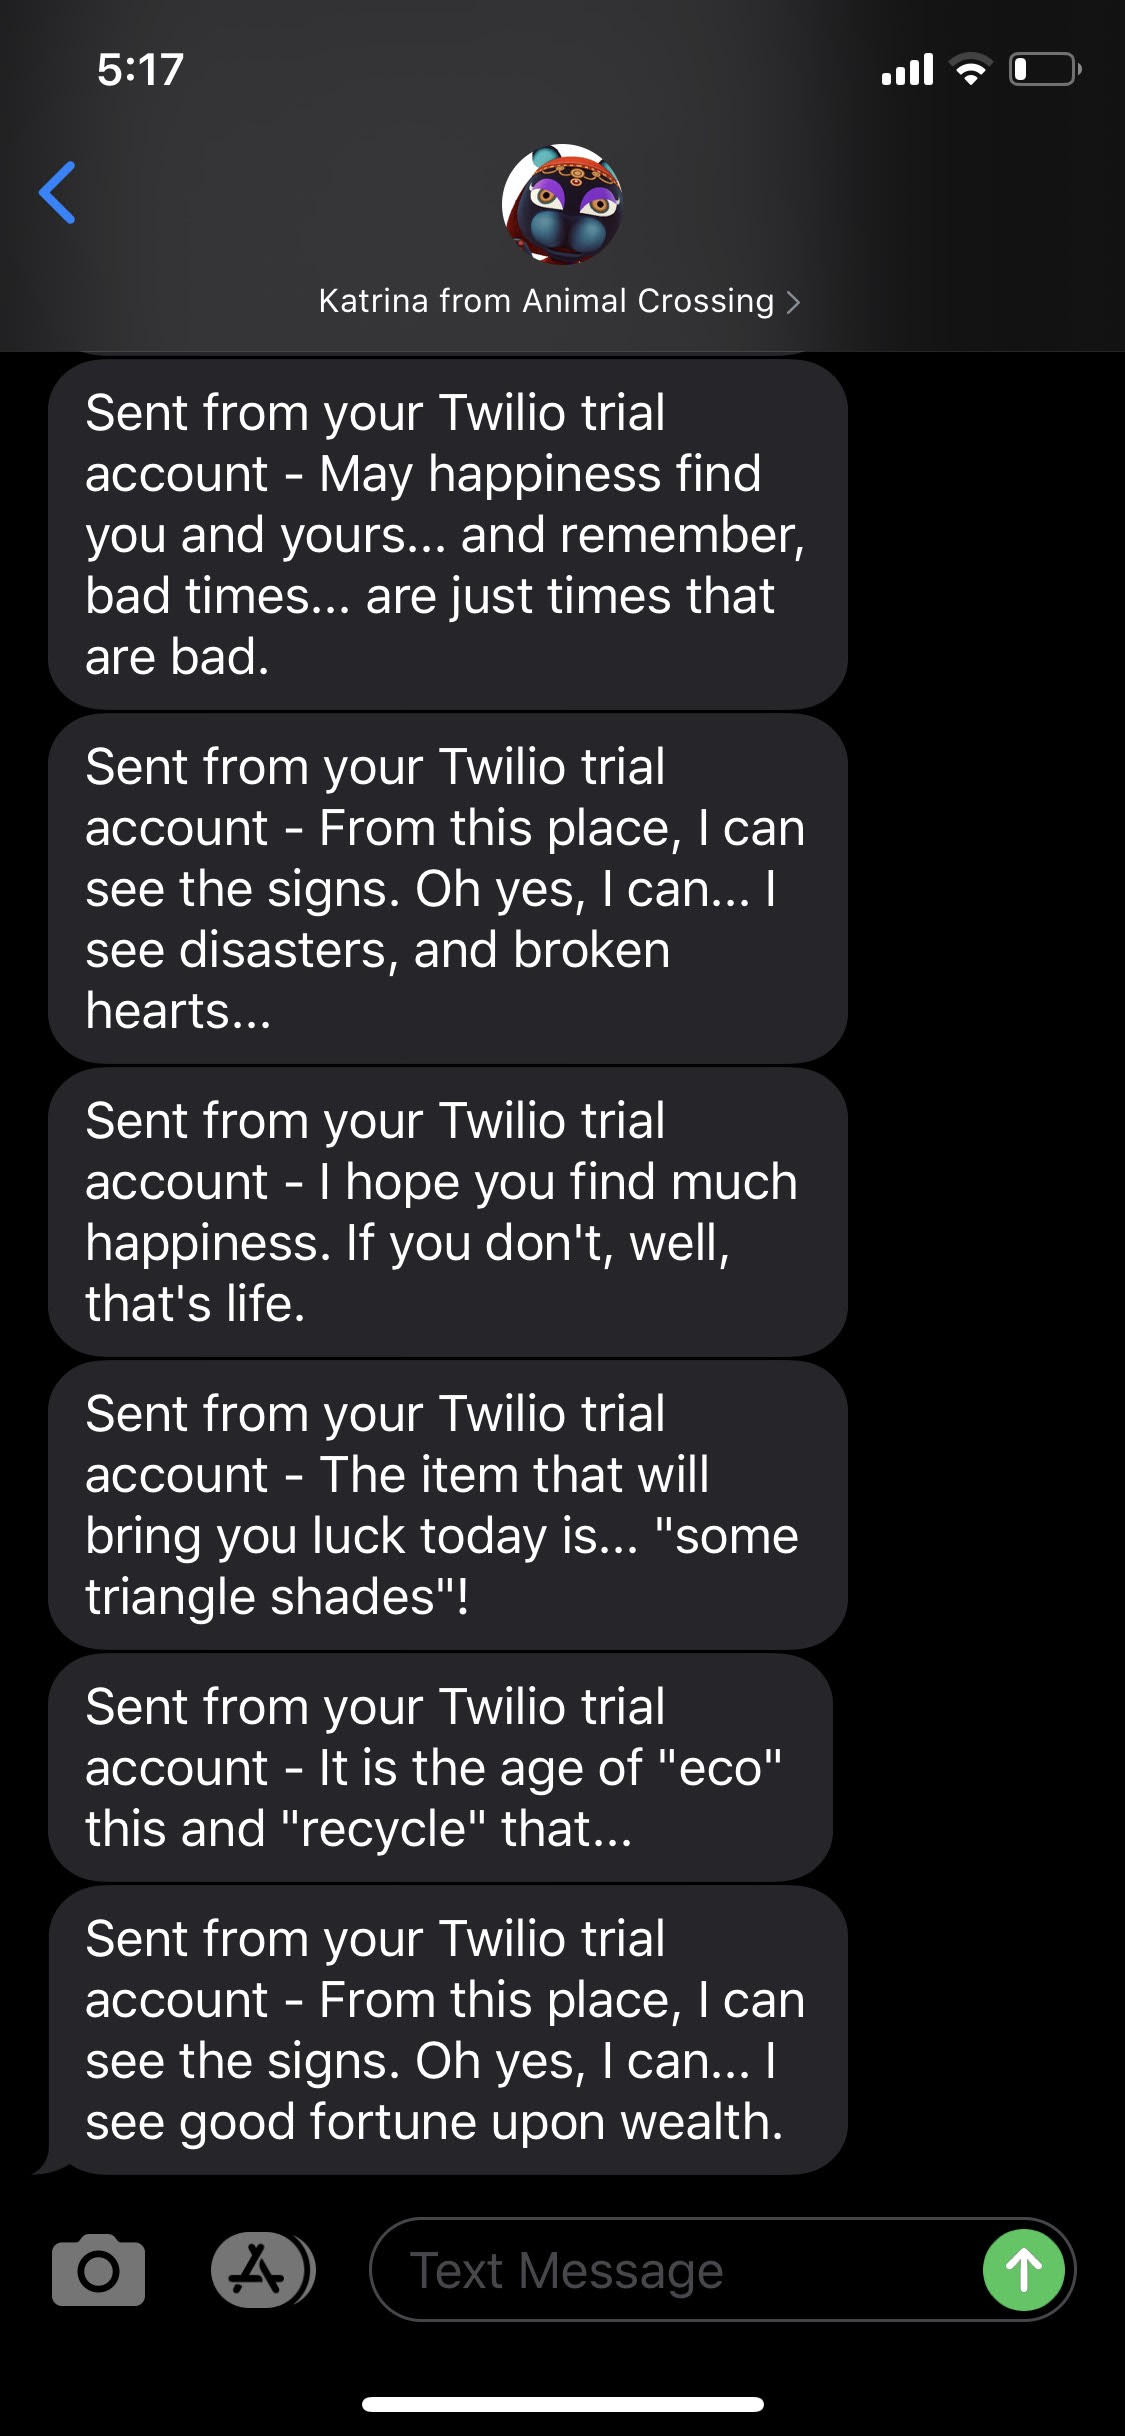 5:17
Katrina from Animal Crossing
Sent from your Twilio trial
account - May happiness find
you and yours... and remember,
bad times... are just times that
are bad.
Sent from your Twilio trial
account - From this place, I can
see the signs. Oh yes, I can... I
see disasters, and broken
hearts...
Sent from your Twilio trial
account - I hope you find much
happiness. If you don't, well,
that's life.
Sent from your Twilio trial
account - The item that will
bring you luck today is... "some
triangle shades"!
Sent from your Twilio trial
account - It is the age of "eco"
this and "recycle" that...
Sent from your Twilio trial
account - From this place, I can
see the signs. Oh yes, I can... I
see good fortune upon wealth.
Text Message